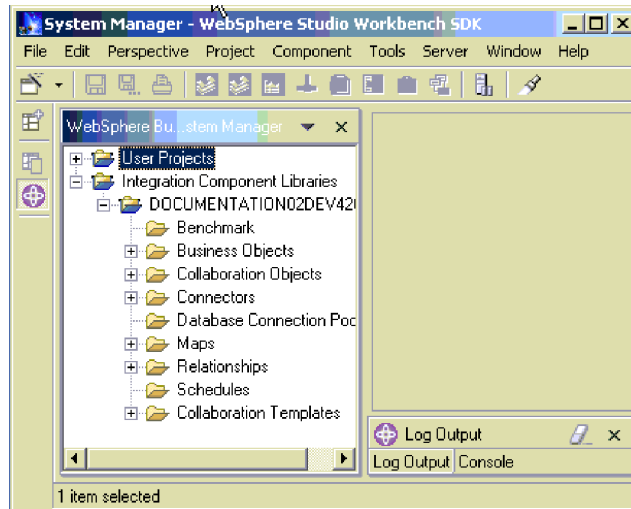 System Manager - WebSphere Studio Workbench SDK
File Edit Perspective Project Component Tools Server Window Help
WebSphere Bu...stem Manager
User Projects
Integration Component Libraries
DOCUMENTATION02DEV42
Benchmark
Business Objects
Collaboration Objects
Connectors
Database Connection Poo
Maps
Relationships
Schedules
Collaboration Templates
Log Output
Log Output Console
1 item selected